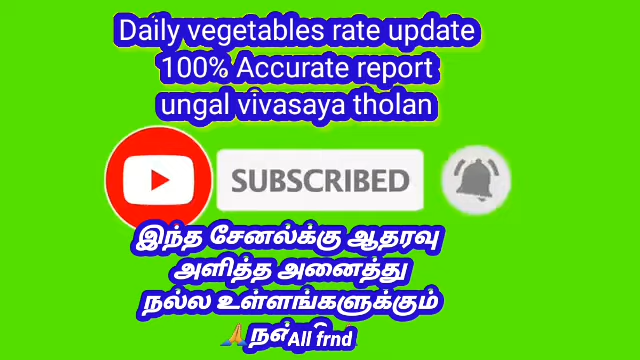 Daily vegetables rate update
100% Accurate report
ungal vivasaya tholan
SUBSCRIBED
இந்த சேனல்க்கு ஆதரவு
அளித்த அனைத்து
நல்ல உள்ளங்களுக்கும்
🙏
All frnd